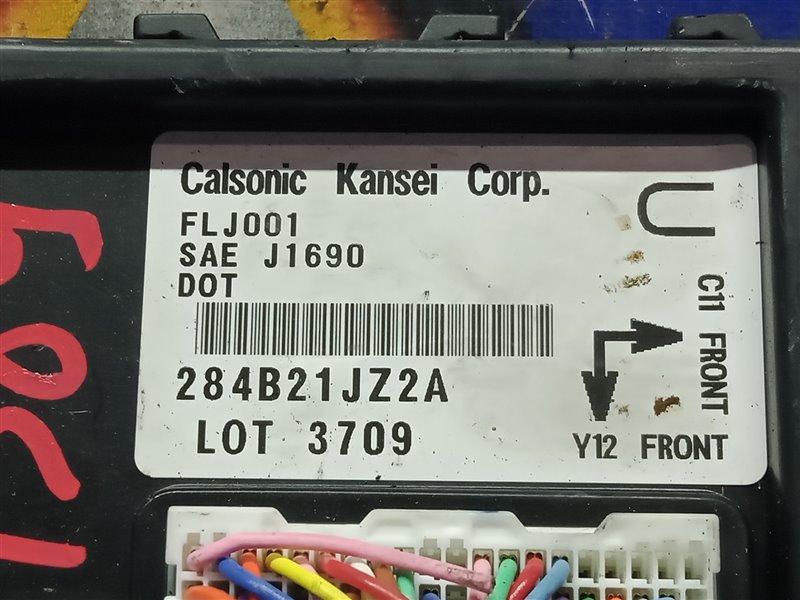 Calsonic Kansei Corp.
FLJ001
SAE J1690
DOT
284B21JZ2A
LOT 3709
U
C11 FRONT
Y12 FRONT